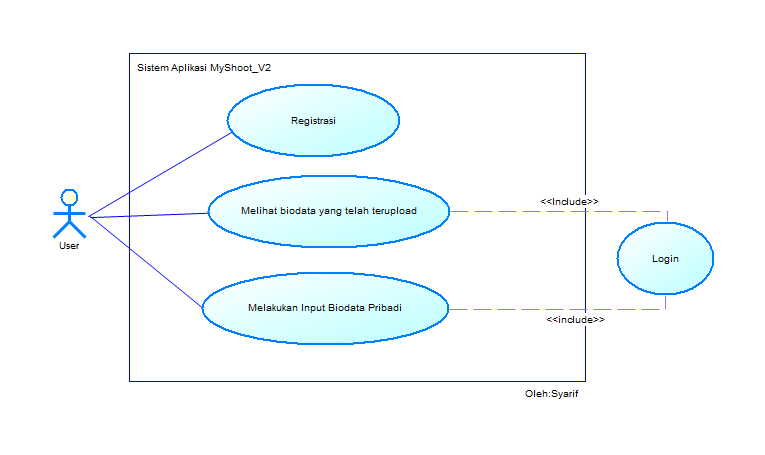 Sistem Aplikasi MyShoot_V2
Registrasi
<<Include>>
Melihat biodata yang telah terupload
User
Login
Melakukan Input Biodata Pribadi
<<include>>
Oleh:Syarif